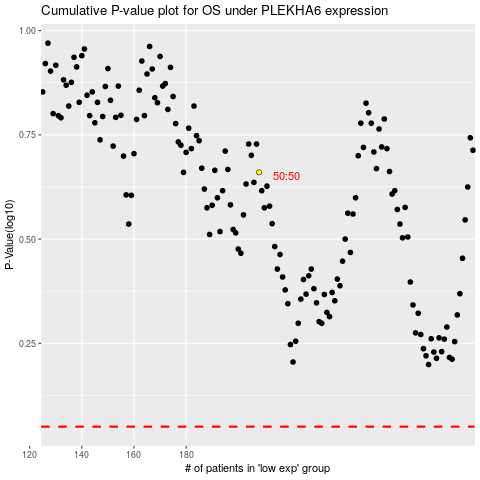 Cumulative P-value plot for OS under PLEKHA6 expression
P-Value(log10)
1.00
0.75
0.50
0.25
50:50
120 140 160 180
# of patients in 'low exp' group